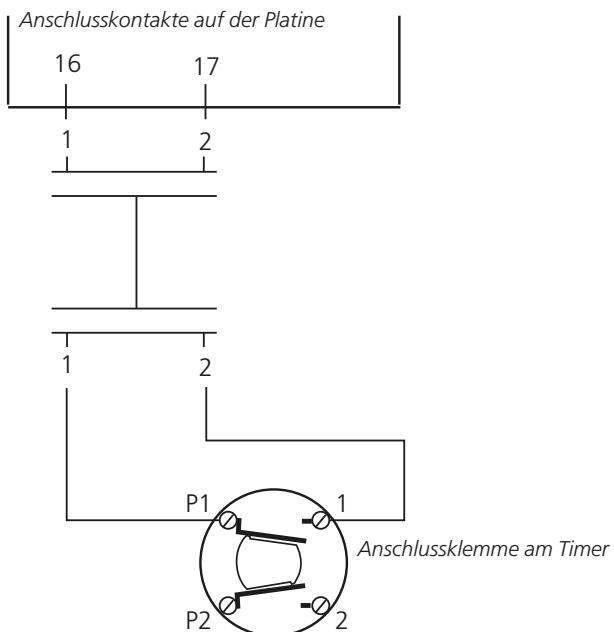 Anschlusskontakte auf der Platine
16 17
1 2
1 2
P1 1
Anschlussklemme am Timer
P2 2